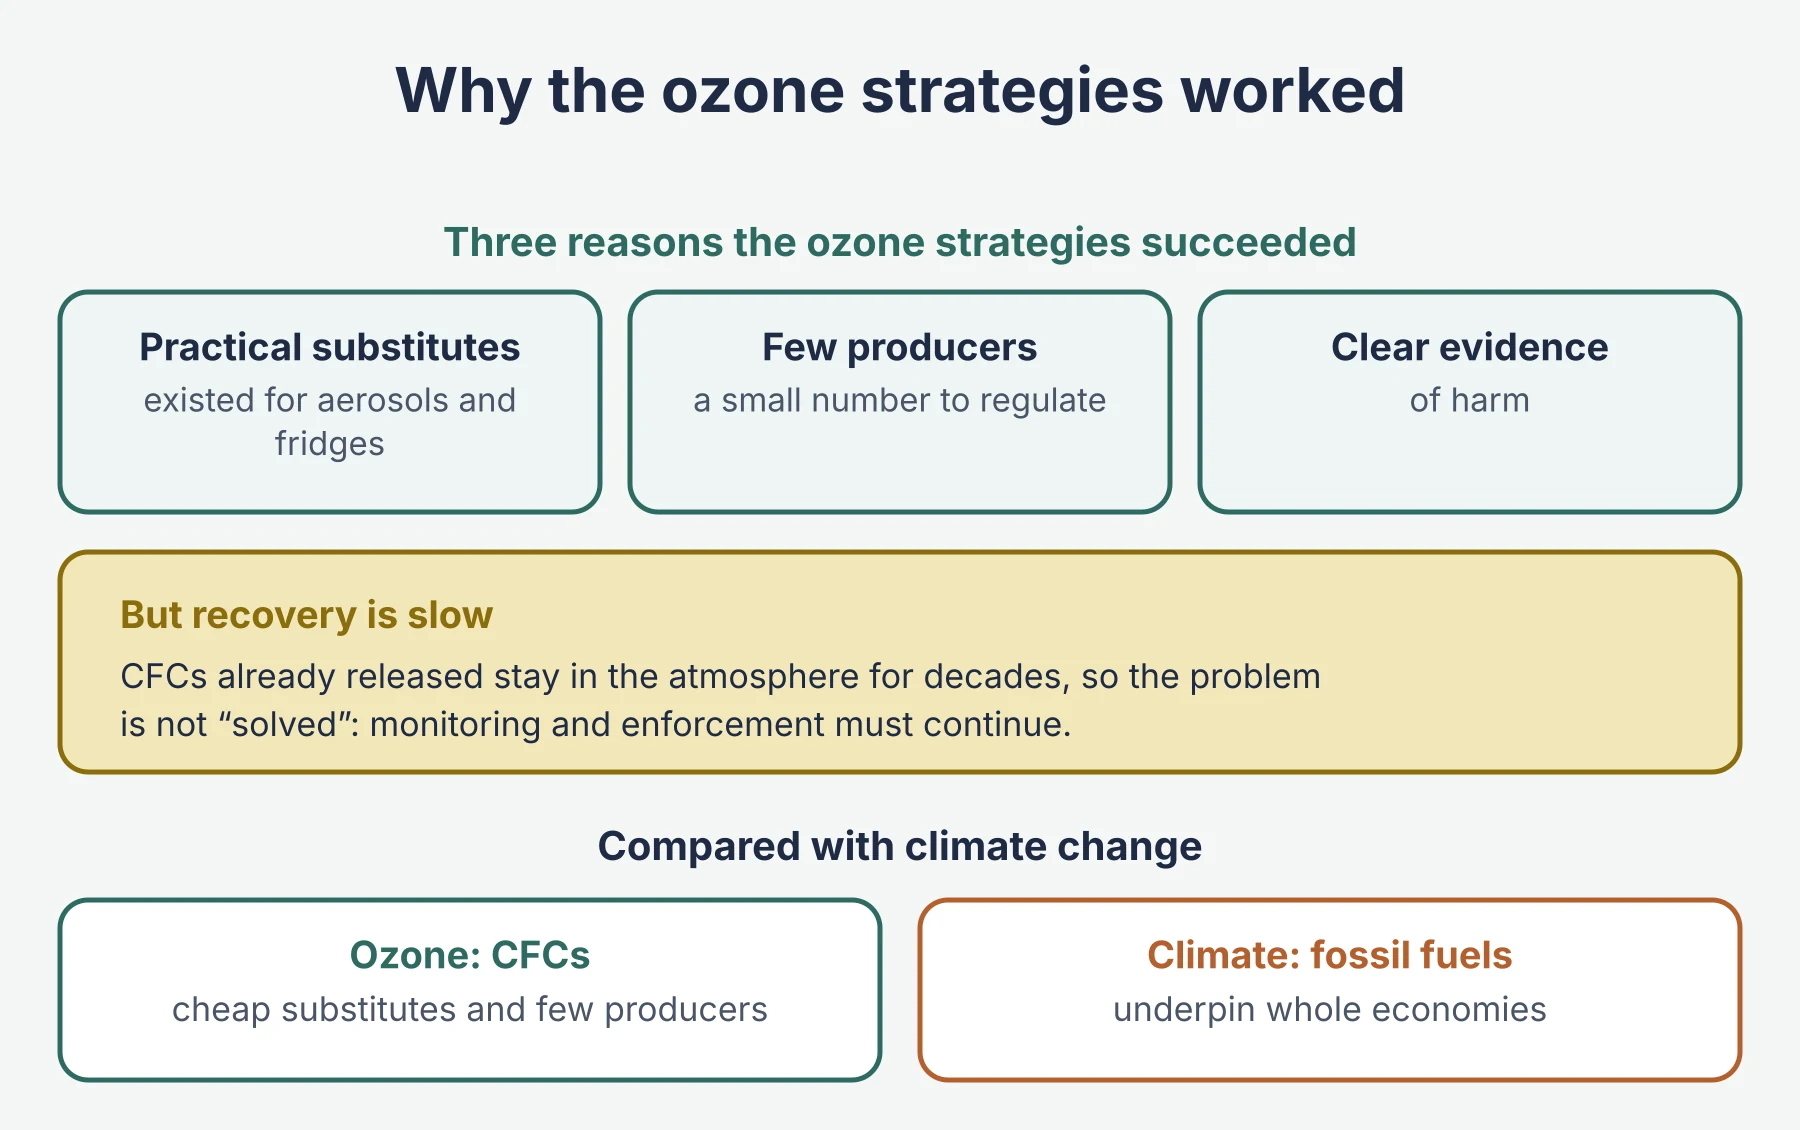 Why the ozone strategies worked
Three reasons the ozone strategies succeeded
Practical substitutes
existed for aerosols and
fridges
Few producers
a small number to regulate
Clear evidence
of harm
But recovery is slow
CFCs already released stay in the atmosphere for decades, so the problem
is not “solved”: monitoring and enforcement must continue.
Compared with climate change
Ozone: CFCs
cheap substitutes and few producers
Climate: fossil fuels
underpin whole economies